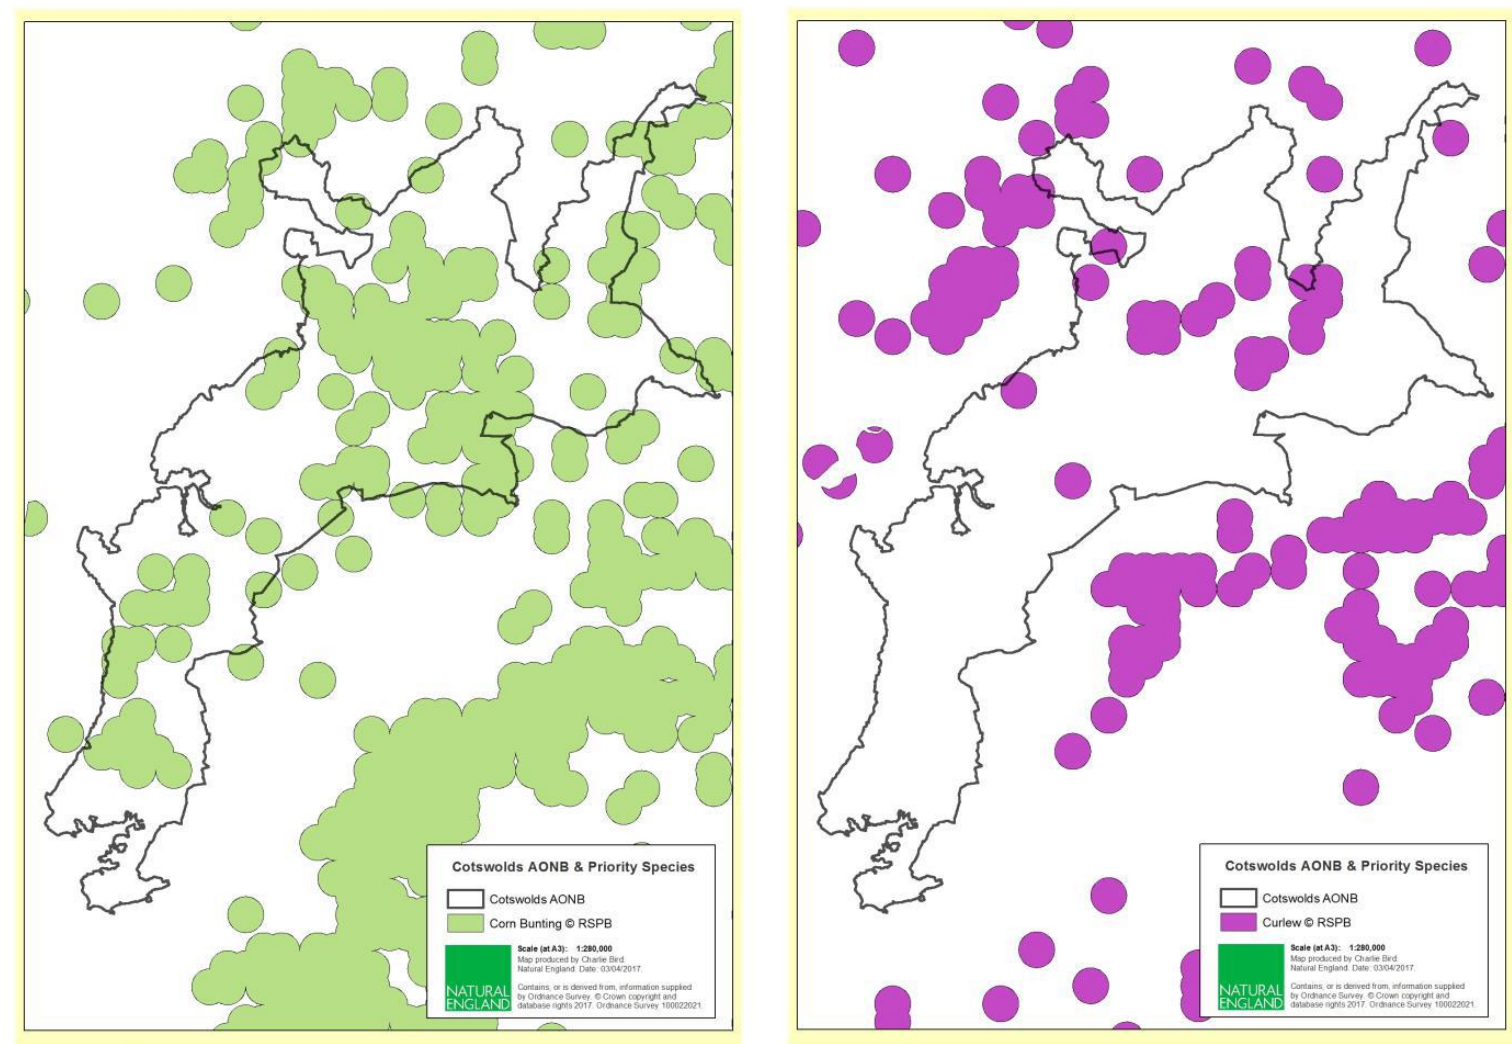 Cotswolds AONB & Priority Species
Cotswolds AONB
Corn Bunting © RSPB
NATURAL
ENGLAND
Scale (at A3): 1:280,000
Map produced by Charlie Bird.
Natural England. Date: 03/04/2017.
Contains, or is derived from, information supplied
by Ordnance Survey. © Crown copyright and
database rights 2017. Ordnance Survey 100022021.
Cotswolds AONB & Priority Species
Cotswolds AONB
Curlew © RSPB
NATURAL
ENGLAND
Scale (at A3): 1:280,000
Map produced by Charlie Bird.
Natural England. Date: 03/04/2017.
Contains, or is derived from, information supplied
by Ordnance Survey. © Crown copyright and
database rights 2017. Ordnance Survey 100022021.